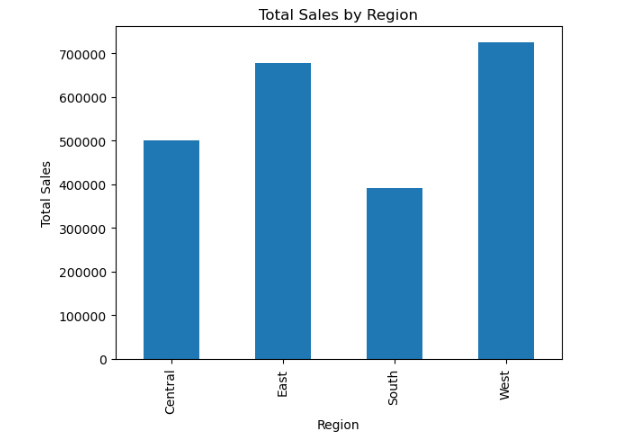 Total Sales by Region
Total Sales
700000
600000
500000
400000
300000
200000
100000
0
Central
East
South
West
Region